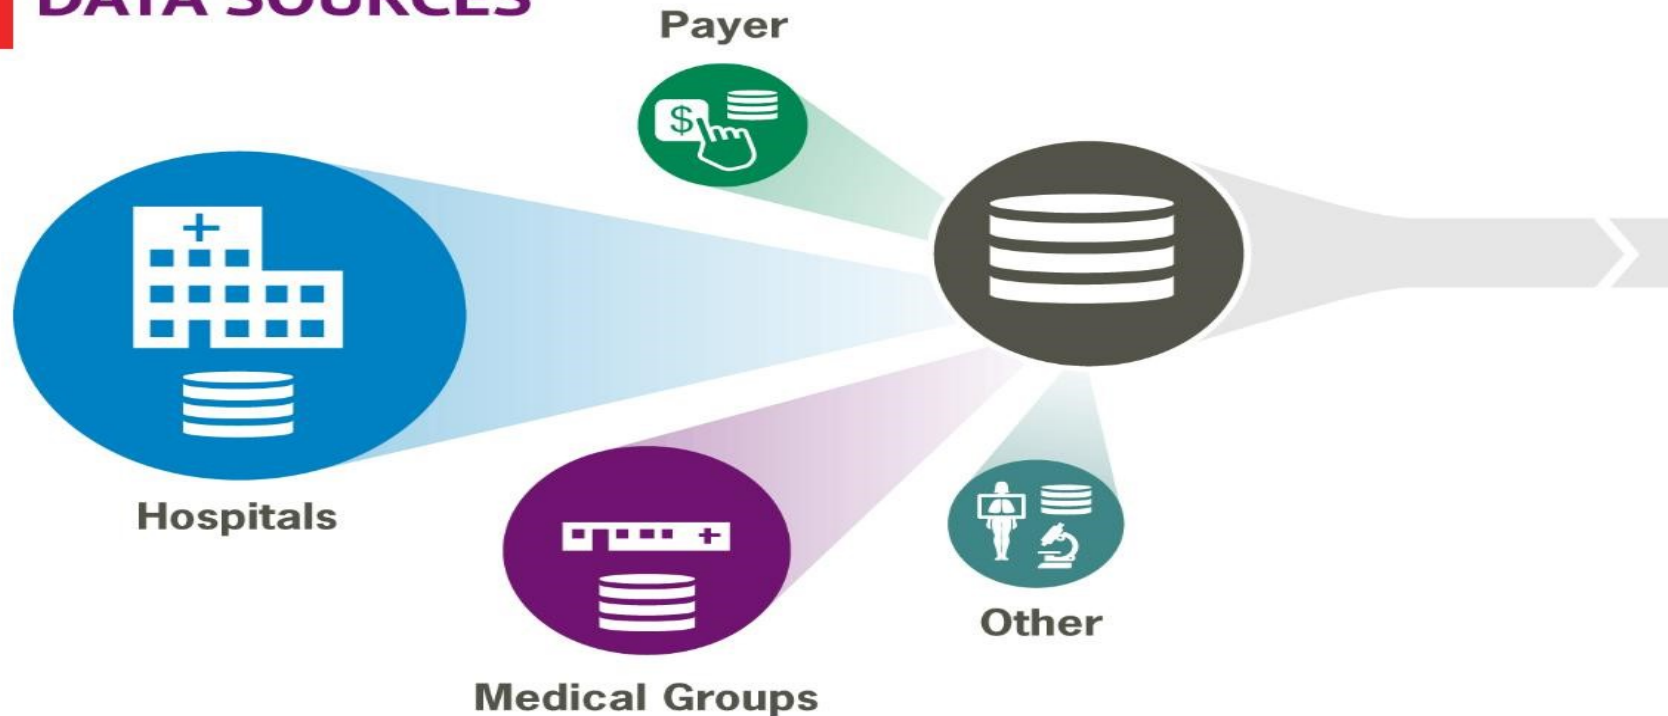 DATA SOURCES
Payer
$
Hospitals
Medical Groups
Other